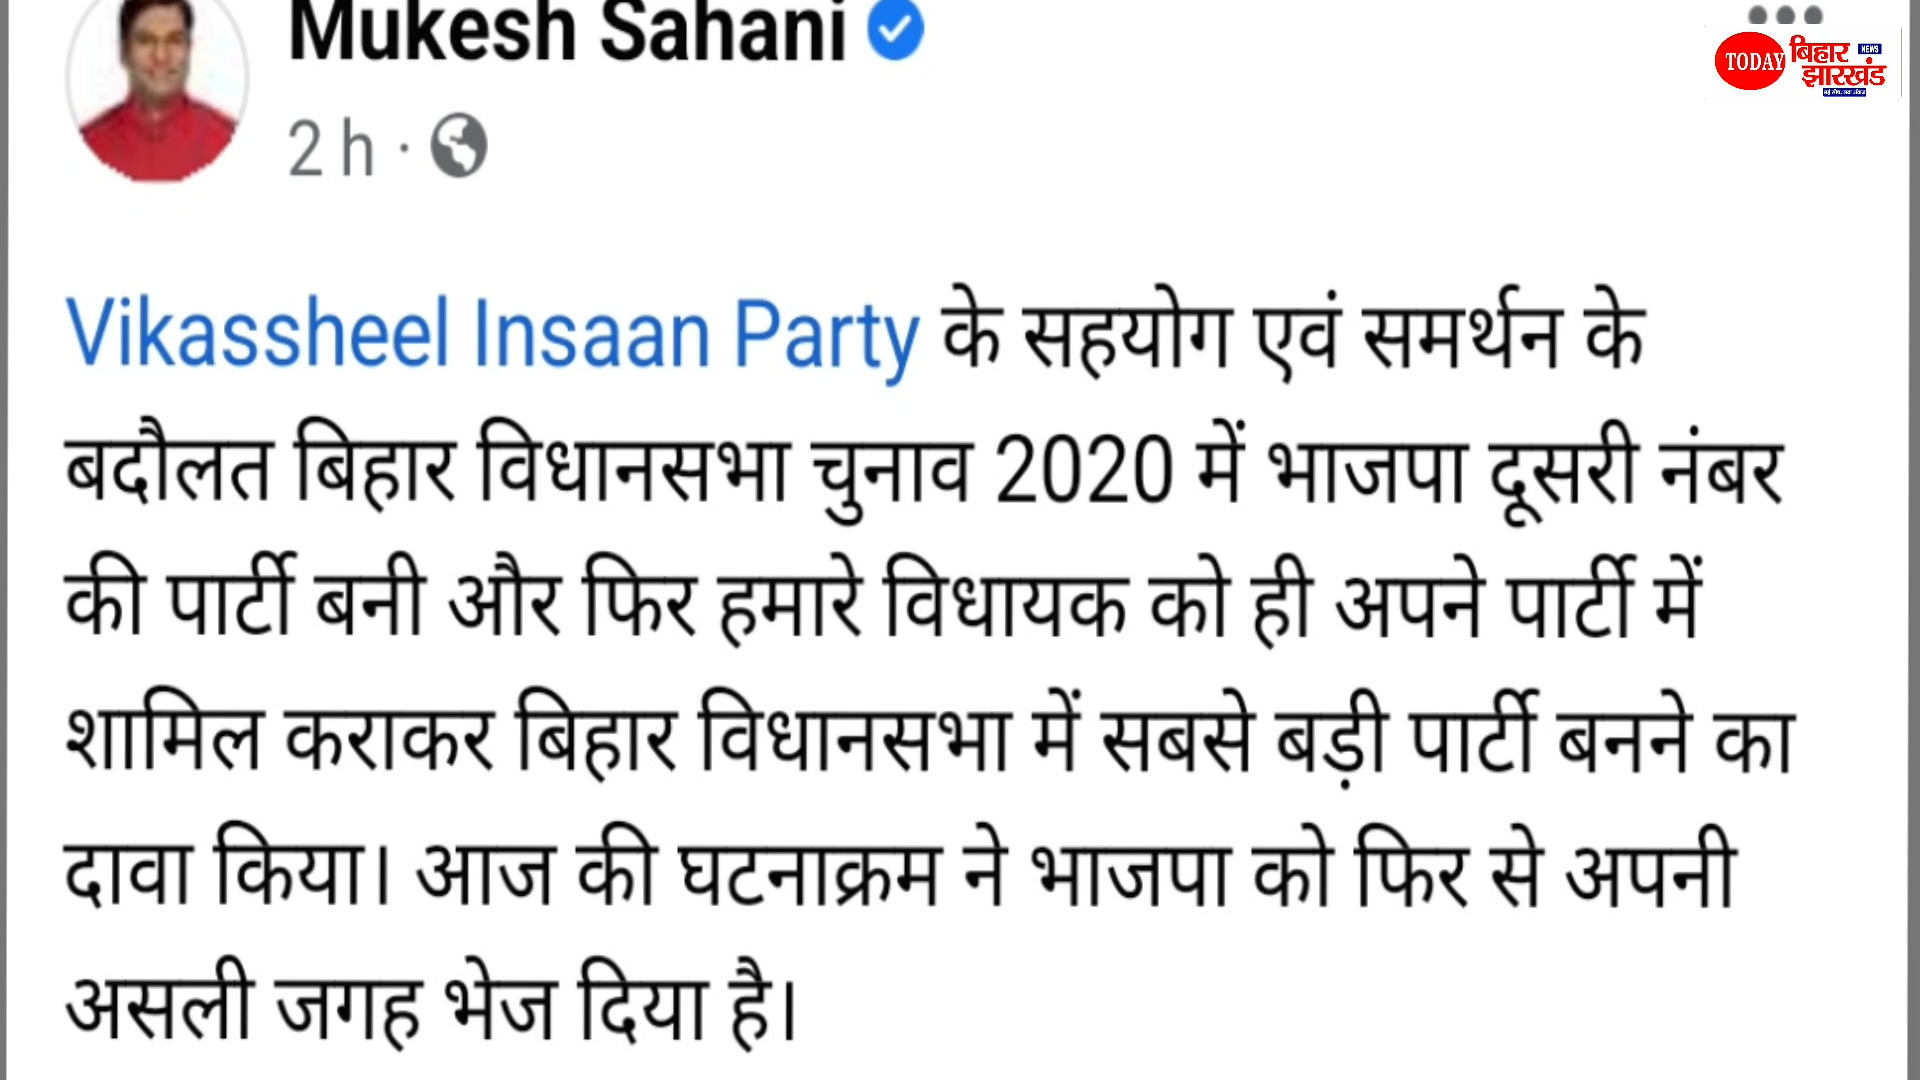 Mukesh Sahani
2 h ·
TODAY बिहार NEWS
झारखंड
Vikassheel Insaan Party के सहयोग एवं समर्थन के
बदौलत बिहार विधानसभा चुनाव 2020 में भाजपा दूसरी नंबर
की पार्टी बनी और फिर हमारे विधायक को ही अपने पार्टी में
शामिल कराकर बिहार विधानसभा में सबसे बड़ी पार्टी बनने का
दावा किया। आज की घटनाक्रम ने भाजपा को फिर से अपनी
असली जगह भेज दिया है।